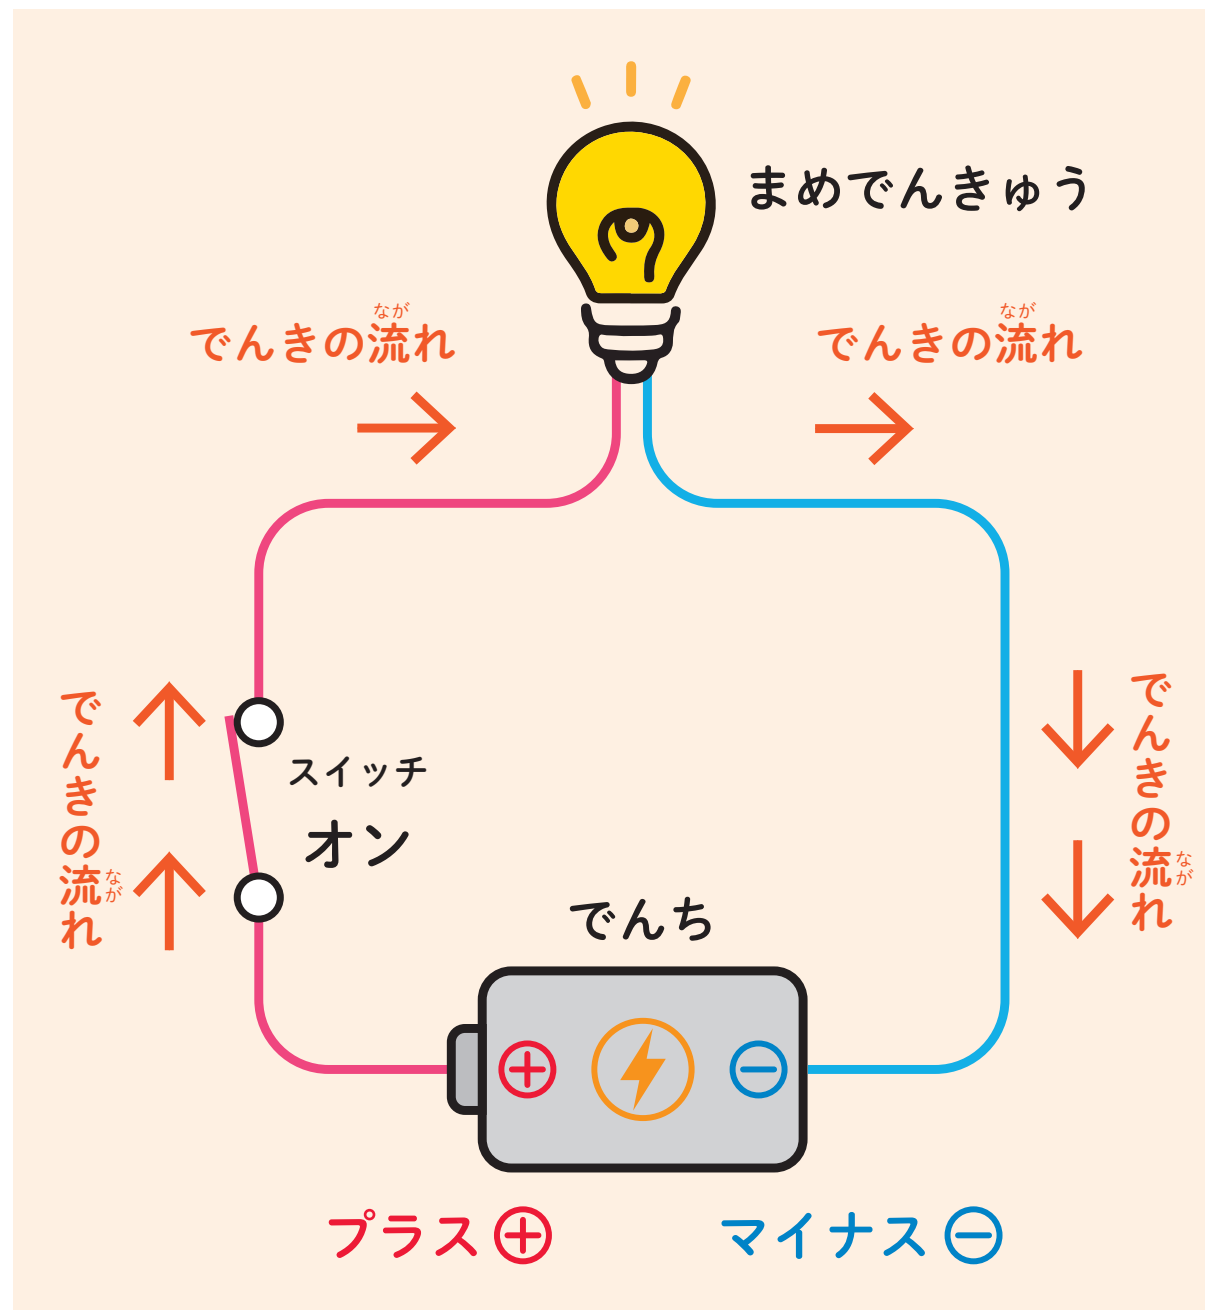 まめでんきゅう
でんきの流れ
なが
でんきの流れ
なが
でんきの流れ
なが
スイッチ
オン
でんきの流れ
なが
でんち
+
−
プラス +
マイナス −